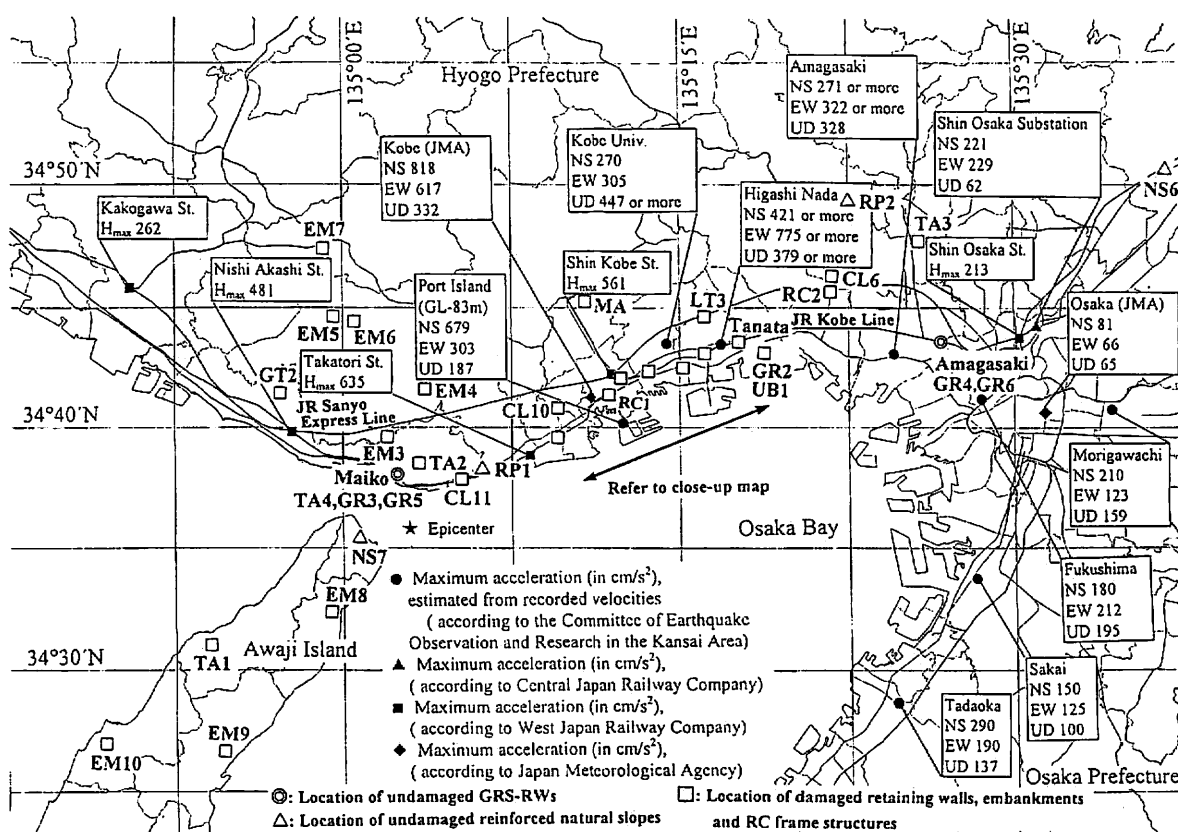 135°00′E
135°15′E
135°30′E
34°50′N
34°40′N
34°30′N
Hyogo Prefecture
Kakogawa St.
Hmax 262
EM7
Nishi Akashi St.
Hmax 481
Kobe (JMA)
NS 818
EW 617
UD 332
Kobe Univ.
NS 270
EW 305
UD 447 or more
Amagasaki
NS 271 or more
EW 322 or more
UD 328
Shin Osaka Substation
NS 221
EW 229
UD 62
NS6
Higashi Nada
NS 421 or more
EW 775 or more
UD 379 or more
RP2
TA3
Shin Osaka St.
Hmax 213
Port Island
(GL-83m)
NS 679
EW 303
UD 187
Shin Kobe St.
Hmax 561
MA
CL6
RC2
LT3
Tanata
JR Kobe Line
Osaka (JMA)
NS 81
EW 66
UD 65
EM5
EM6
Takatori St.
Hmax 635
GT2
EM4
GR2
UB1
Amagasaki
GR4,GR6
JR Sanyo
Express Line
CL10
RC1
EM3
TA2
RP1
Maiko
TA4,GR3,GR5
CL11
Refer to close-up map
Morigawachi
NS 210
EW 123
UD 159
Epicenter
Osaka Bay
NS7
EM8
TA1
Awaji Island
EM9
EM10
Fukushima
NS 180
EW 212
UD 195
Sakai
NS 150
EW 125
UD 100
Tadaoka
NS 290
EW 190
UD 137
Osaka Prefecture
Maximum acceleration (in cm/s²),
estimated from recorded velocities
( according to the Committee of Earthquake
Observation and Research in the Kansai Area)
Maximum acceleration (in cm/s²),
( according to Central Japan Railway Company)
Maximum acceleration (in cm/s²),
( according to West Japan Railway Company)
Maximum acceleration (in cm/s²),
( according to Japan Meteorological Agency)
: Location of undamaged GRS-RWs
: Location of undamaged reinforced natural slopes
: Location of damaged retaining walls, embankments
and RC frame structures